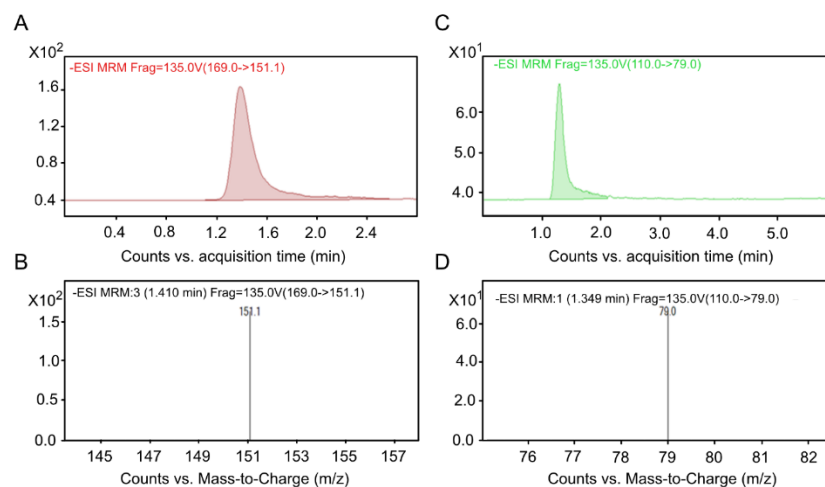 A
X10²
-ESI MRM Frag=135.0V(169.0->151.1)
1.6
1.2
0.8
0.4
0.4 0.8 1.2 1.6 2.0 2.4
Counts vs. acquisition time (min)
C
X10¹
-ESI MRM Frag=135.0V(110.0->79.0)
6.0
5.0
4.0
1.0 2.0 3.0 4.0 5.0
Counts vs. acquisition time (min)
B
X10²
-ESI MRM:3 (1.410 min) Frag=135.0V(169.0->151.1)
151.1
1.5
1.0
0.5
0.0
145 147 149 151 153 155 157
Counts vs. Mass-to-Charge (m/z)
D
X10¹
-ESI MRM:1 (1.349 min) Frag=135.0V(110.0->79.0)
79.0
6.0
4.0
2.0
0.0
76 77 78 79 80 81 82
Counts vs. Mass-to-Charge (m/z)